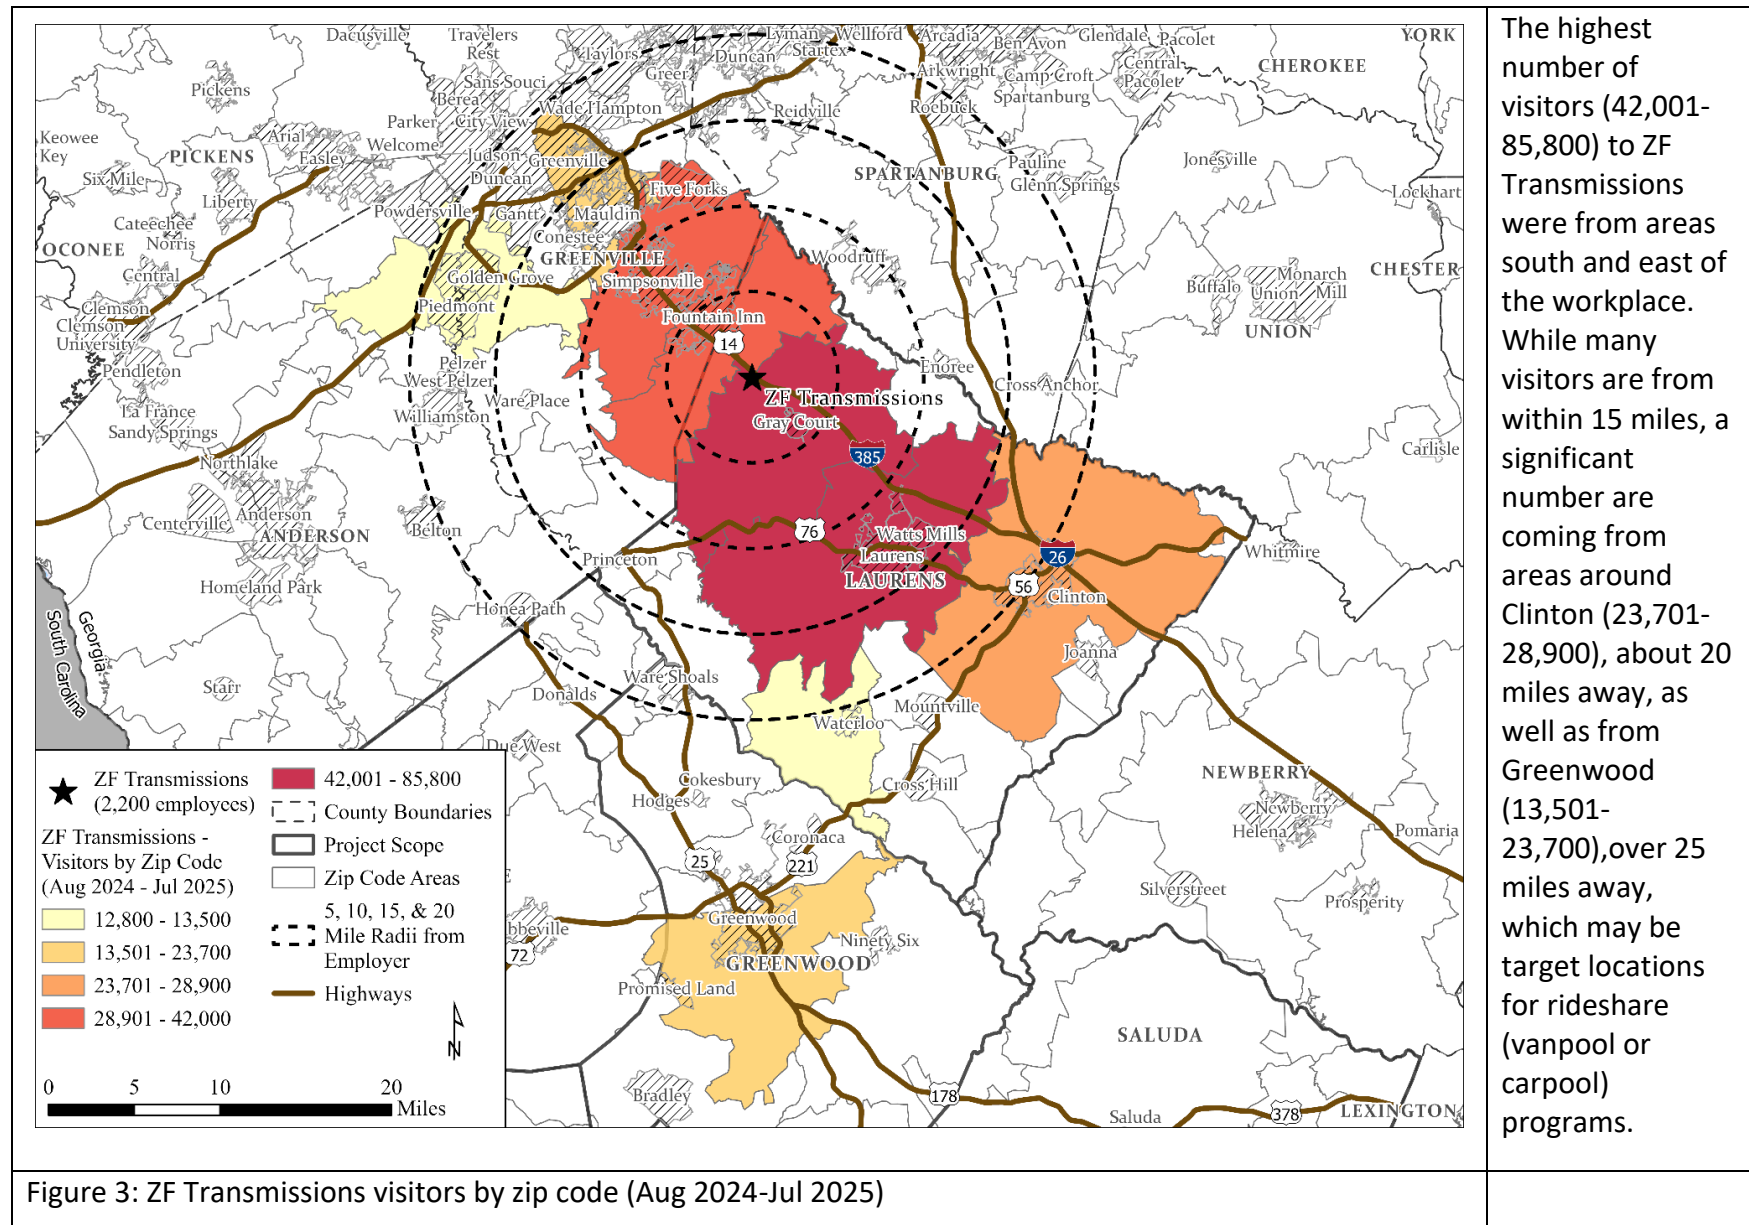 Dacusville
Travelers
Rest
Taylors
Lyman
Wellford
Startex
Duncan
Greer
Arcadia
Ben Avon
Glendale
Pacolet
YORK
Arkwright
Camp Croft
Central
Pacolet
CHEROKEE
Sans Souci
Berea
Wade Hampton
Reidville
Roebuck
Spartanburg
Pickens
Parker
City View
Keowee
Key
Arial
Welcome
PICKENS
Easley
Judson
Greenville
Pauline
Jonesville
Six Mile
Duncan
Five Forks
SPARTANBURG
Glenn Springs
Lockhart
Liberty
Powdersville
Gantt
Mauldin
Cateechee
Norris
Conestee
OCONEE
GREENVILLE
Woodruff
Central
Golden Grove
Simpsonville
Buffalo
Union
Monarch
Mill
CHESTER
Clemson
Piedmont
Fountain Inn
Clemson
University
14
UNION
Pendleton
Pelzer
West Pelzer
Enoree
Cross Anchor
ZF Transmissions
La France
Ware Place
Williamston
Gray Court
Sandy Springs
385
Carlisle
Northlake
Centerville
Anderson
ANDERSON
Belton
76
Watts Mills
Laurens
Princeton
26
Whitmire
Homeland Park
LAURENS
56
Clinton
Honea Path
Georgia
South Carolina
Joanna
Starr
Donalds
Ware Shoals
Mountville
Waterloo
Due West
Cokesbury
Hodges
Cross Hill
NEWBERRY
Newberry
Helena
Pomaria
Coronaca
25
221
E
Silverstreet
Prosperity
bbeville
Greenwood
Ninety Six
72
GREENWOOD
Promised Land
SALUDA
Bradley
178
Saluda
378
LEXINGTON
ZF Transmissions
(2,200 employees)
ZF Transmissions -
Visitors by Zip Code
(Aug 2024 - Jul 2025)
12,800 - 13,500
13,501 - 23,700
23,701 - 28,900
28,901 - 42,000
42,001 - 85,800
County Boundaries
Project Scope
Zip Code Areas
5, 10, 15, & 20
Mile Radii from
Employer
Highways
N
0 5 10 20
Miles
The highest
number of
visitors (42,001-
85,800) to ZF
Transmissions
were from areas
south and east of
the workplace.
While many
visitors are from
within 15 miles, a
significant
number are
coming from
areas around
Clinton (23,701-
28,900), about 20
miles away, as
well as from
Greenwood
(13,501-
23,700),over 25
miles away,
which may be
target locations
for rideshare
(vanpool or
carpool)
programs.
Figure 3: ZF Transmissions visitors by zip code (Aug 2024-Jul 2025)